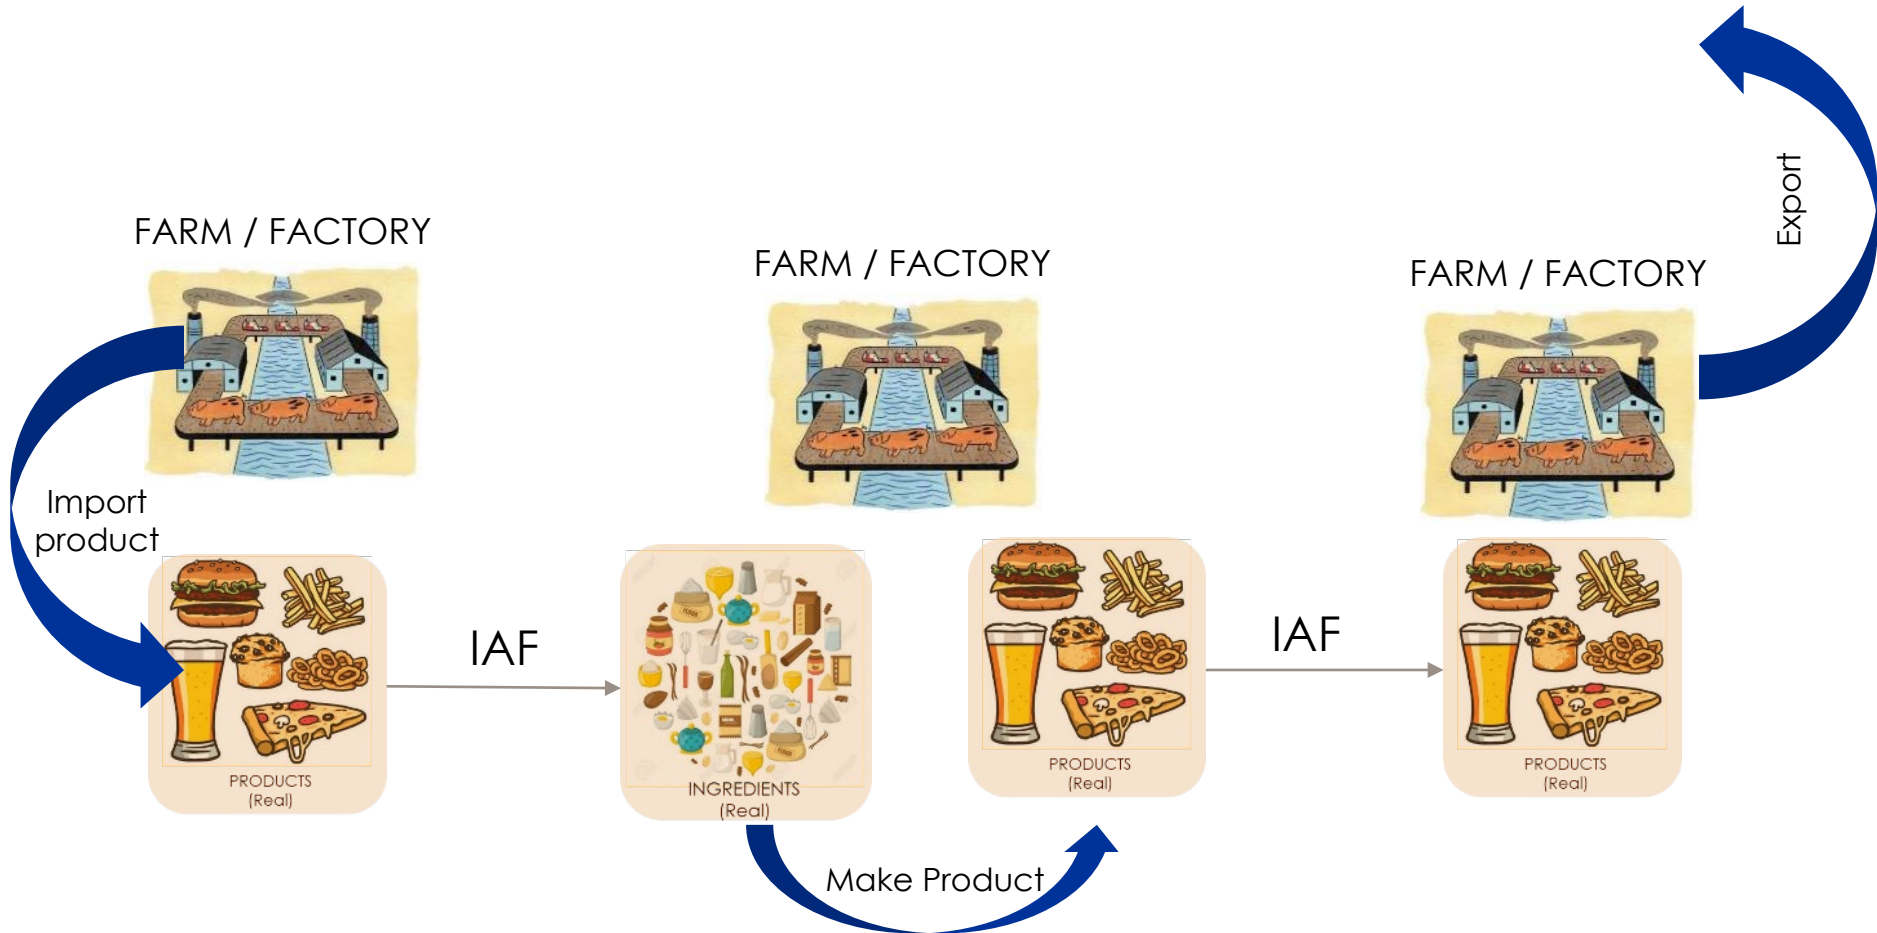 Export
FARM / FACTORY
FARM / FACTORY
FARM / FACTORY
Import
product
IAF
IAF
PRODUCTS
(Real)
INGREDIENTS
(Real)
PRODUCTS
(Real)
PRODUCTS
(Real)
Make Product